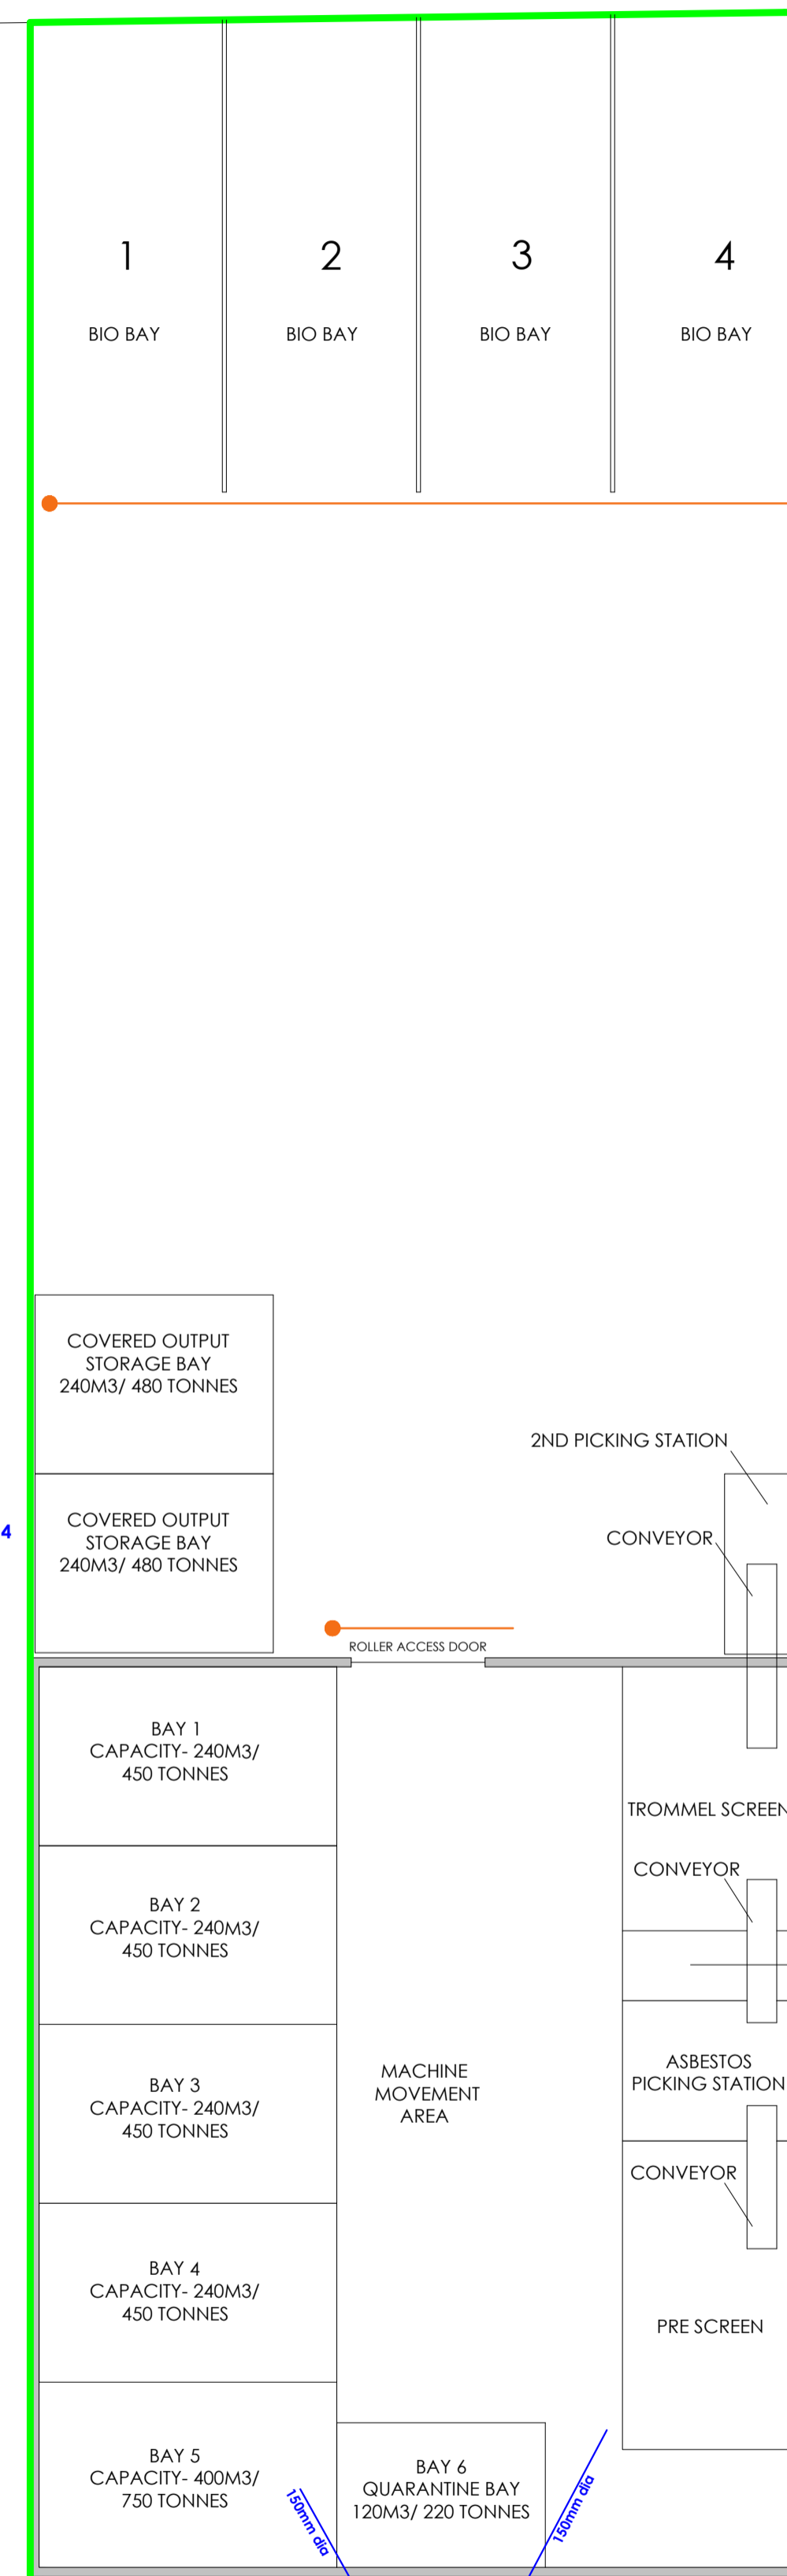 1
2
3
4
BIO BAY
BIO BAY
BIO BAY
BIO BAY
COVERED OUTPUT
STORAGE BAY
240M3/ 480 TONNES
2ND PICKING STATION
4
COVERED OUTPUT
STORAGE BAY
240M3/ 480 TONNES
CONVEYOR
ROLLER ACCESS DOOR
BAY 1
CAPACITY- 240M3/
450 TONNES
TROMMEL SCREEN
CONVEYOR
BAY 2
CAPACITY- 240M3/
450 TONNES
MACHINE
MOVEMENT
AREA
ASBESTOS
PICKING STATION
BAY 3
CAPACITY- 240M3/
450 TONNES
CONVEYOR
BAY 4
CAPACITY- 240M3/
450 TONNES
PRE SCREEN
BAY 5
CAPACITY- 400M3/
750 TONNES
150mm dia
BAY 6
QUARANTINE BAY
120M3/ 220 TONNES
150mm dia